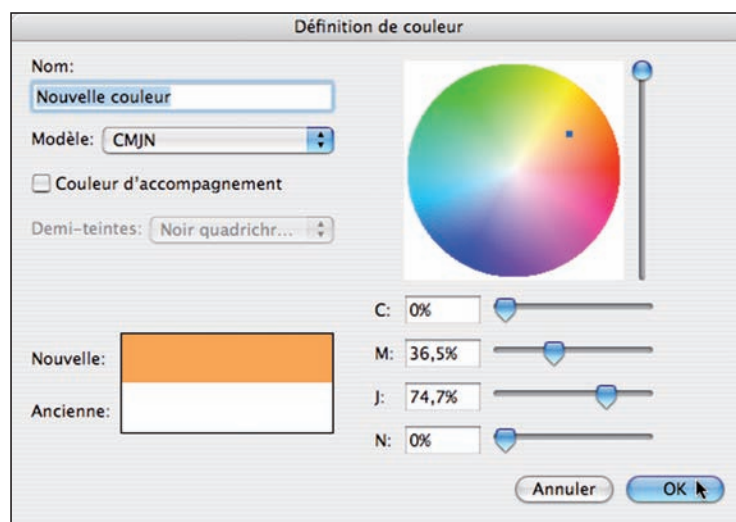 Définition de couleur
Nom:
Nouvelle couleur
Modèle: CMJN
Couleur d'accompagnement
Demi-teintes: Noir quadrichr...
Nouvelle:
Ancienne:
C: 0%
M: 36,5%
J: 74,7%
N: 0%
Annuler OK